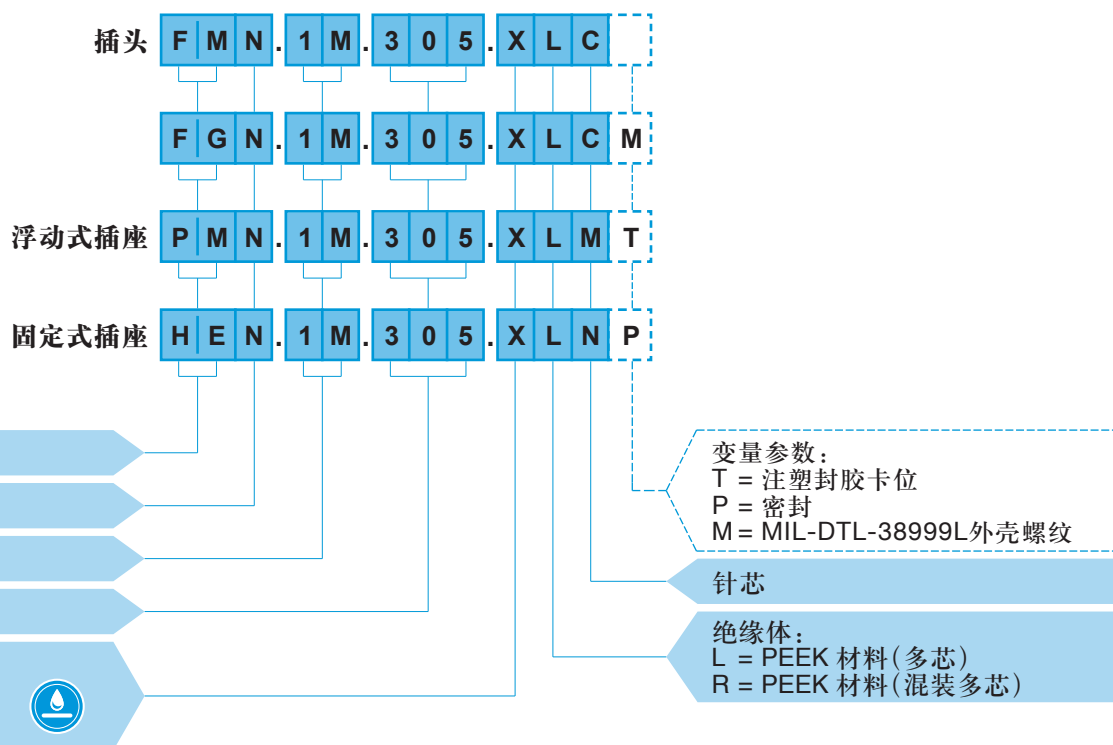 插头 FMN.1M.305.XLC
FGN.1M.305.XLCM
浮动式插座 PMN.1M.305.XLMT
固定式插座 HEN.1M.305.XLNP
变量参数：
T = 注塑封胶卡位
P = 密封
M = MIL-DTL-38999L外壳螺纹
针芯
绝缘体：
L = PEEK 材料（多芯）
R = PEEK 材料（混装多芯）